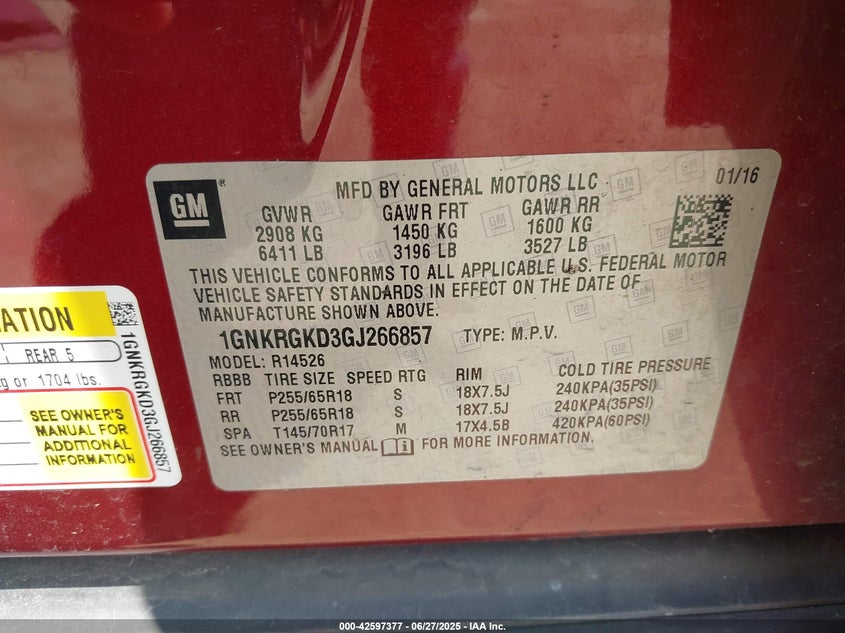 GM
MFD BY GENERAL MOTORS LLC
01/16
GVWR GAWR FRT GAWR RR
2908 KG 1450 KG 1600 KG
6411 LB 3196 LB 3527 LB
THIS VEHICLE CONFORMS TO ALL APPLICABLE U.S. FEDERAL MOTOR
VEHICLE SAFETY STANDARDS IN EFFECT ON THE DATE OF
MANUFACTURE SHOWN ABOVE.
1GNKRGKD3GJ266857 TYPE: M.P.V.
MODEL: R14526
RBBB TIRE SIZE SPEED RTG RIM COLD TIRE PRESSURE
FRT P255/65R18 S 18X7.5J 240KPA(35PSI)
RR P255/65R18 S 18X7.5J 240KPA(35PSI)
SPA T145/70R17 M 17X4.5B 420KPA(60PSI)
SEE OWNER'S MANUAL FOR MORE INFORMATION.
MATION
REAR 5
or 1704 lbs.
SEE OWNER'S
MANUAL FOR
ADDITIONAL
INFORMATION
1GNKRGKD3GJ266857
000-42597377 - 06/27/2025 - IAA Inc.